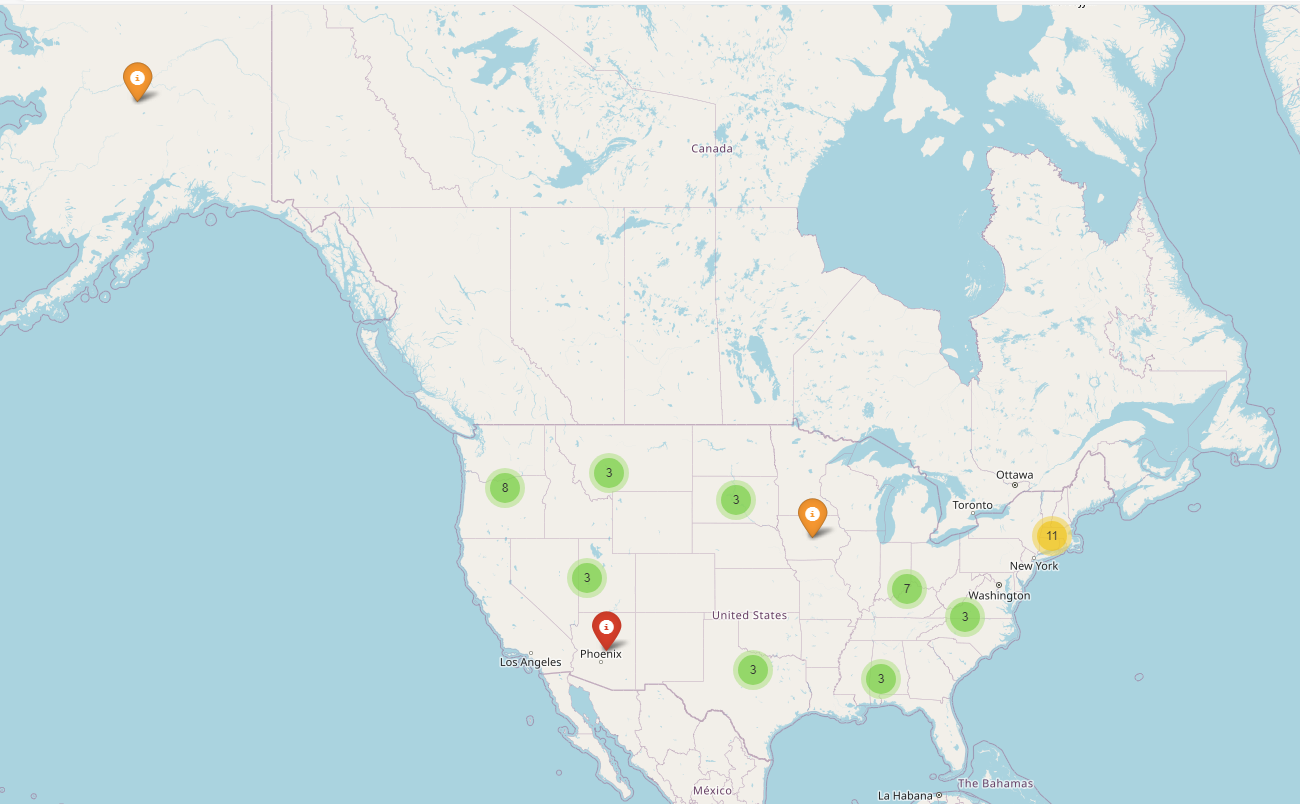 i
Canada
Ottawa
3
8
3
Toronto
i
11
New York
3
7
Washington
United States
3
i
Phoenix
Los Angeles
3
3
The Bahamas
México
La Habana